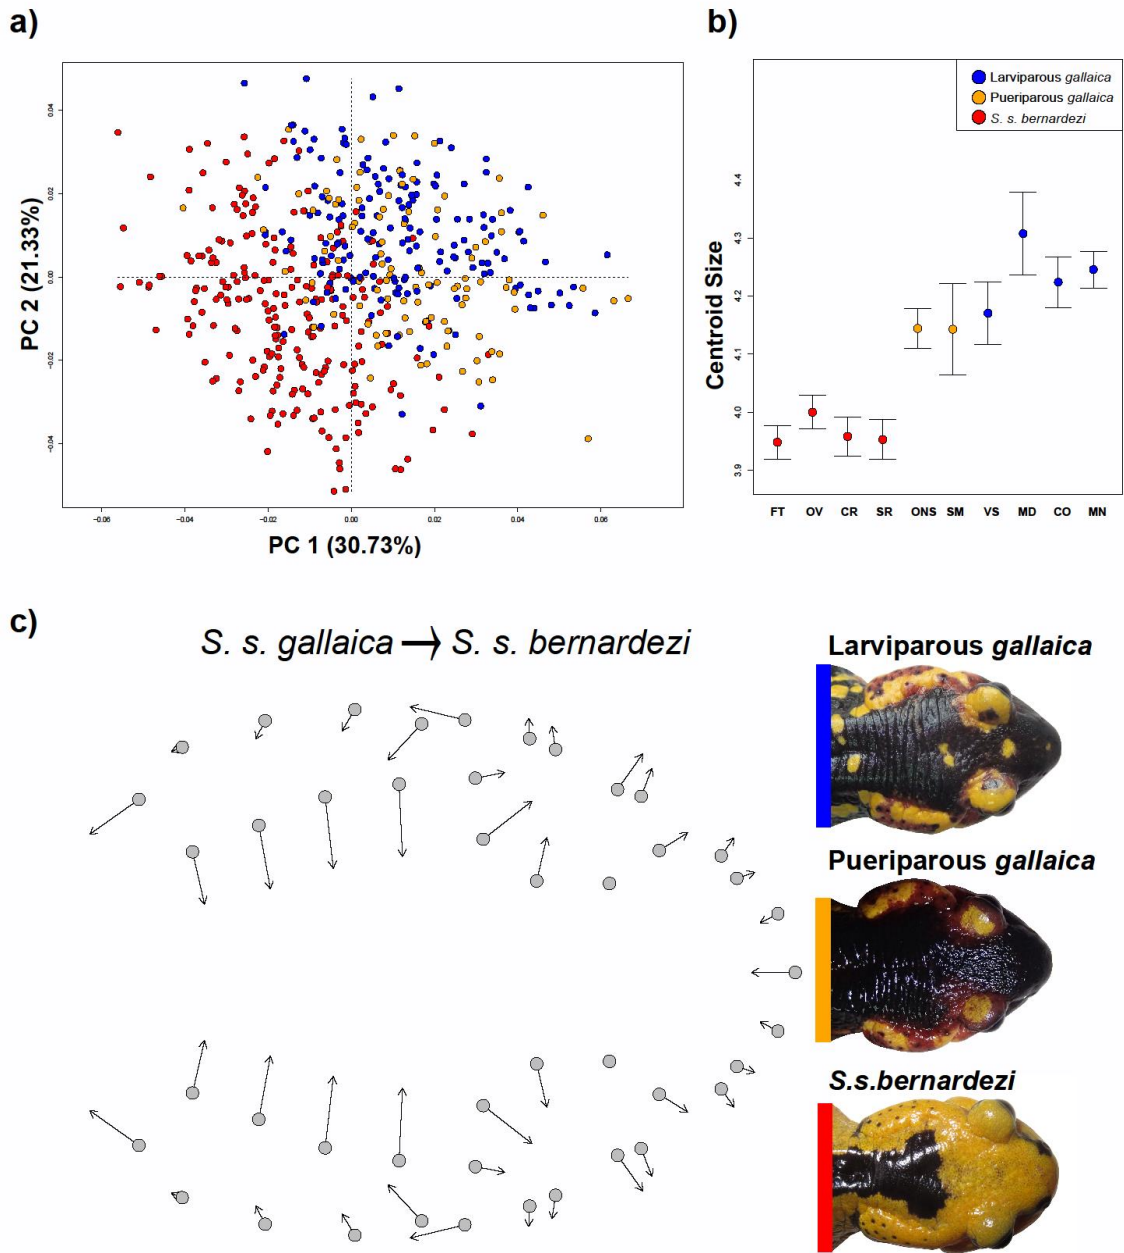 a)
PC 2 (21.33%)
0.04
0.02
0.00
−0.02
−0.04
−0.06
−0.04
−0.02
0.00
0.02
0.04
0.06
PC 1 (30.73%)
b)
Larviparous gallaica
Pueriparous gallaica
S. s. bernardezi
Centroid Size
4.4
4.3
4.2
4.1
4.0
3.9
FT OV CR SR ONS SM VS MD CO MN
c)
S. s. gallaica → S. s. bernardezi
Larviparous gallaica
Pueriparous gallaica
S.s.bernardezi